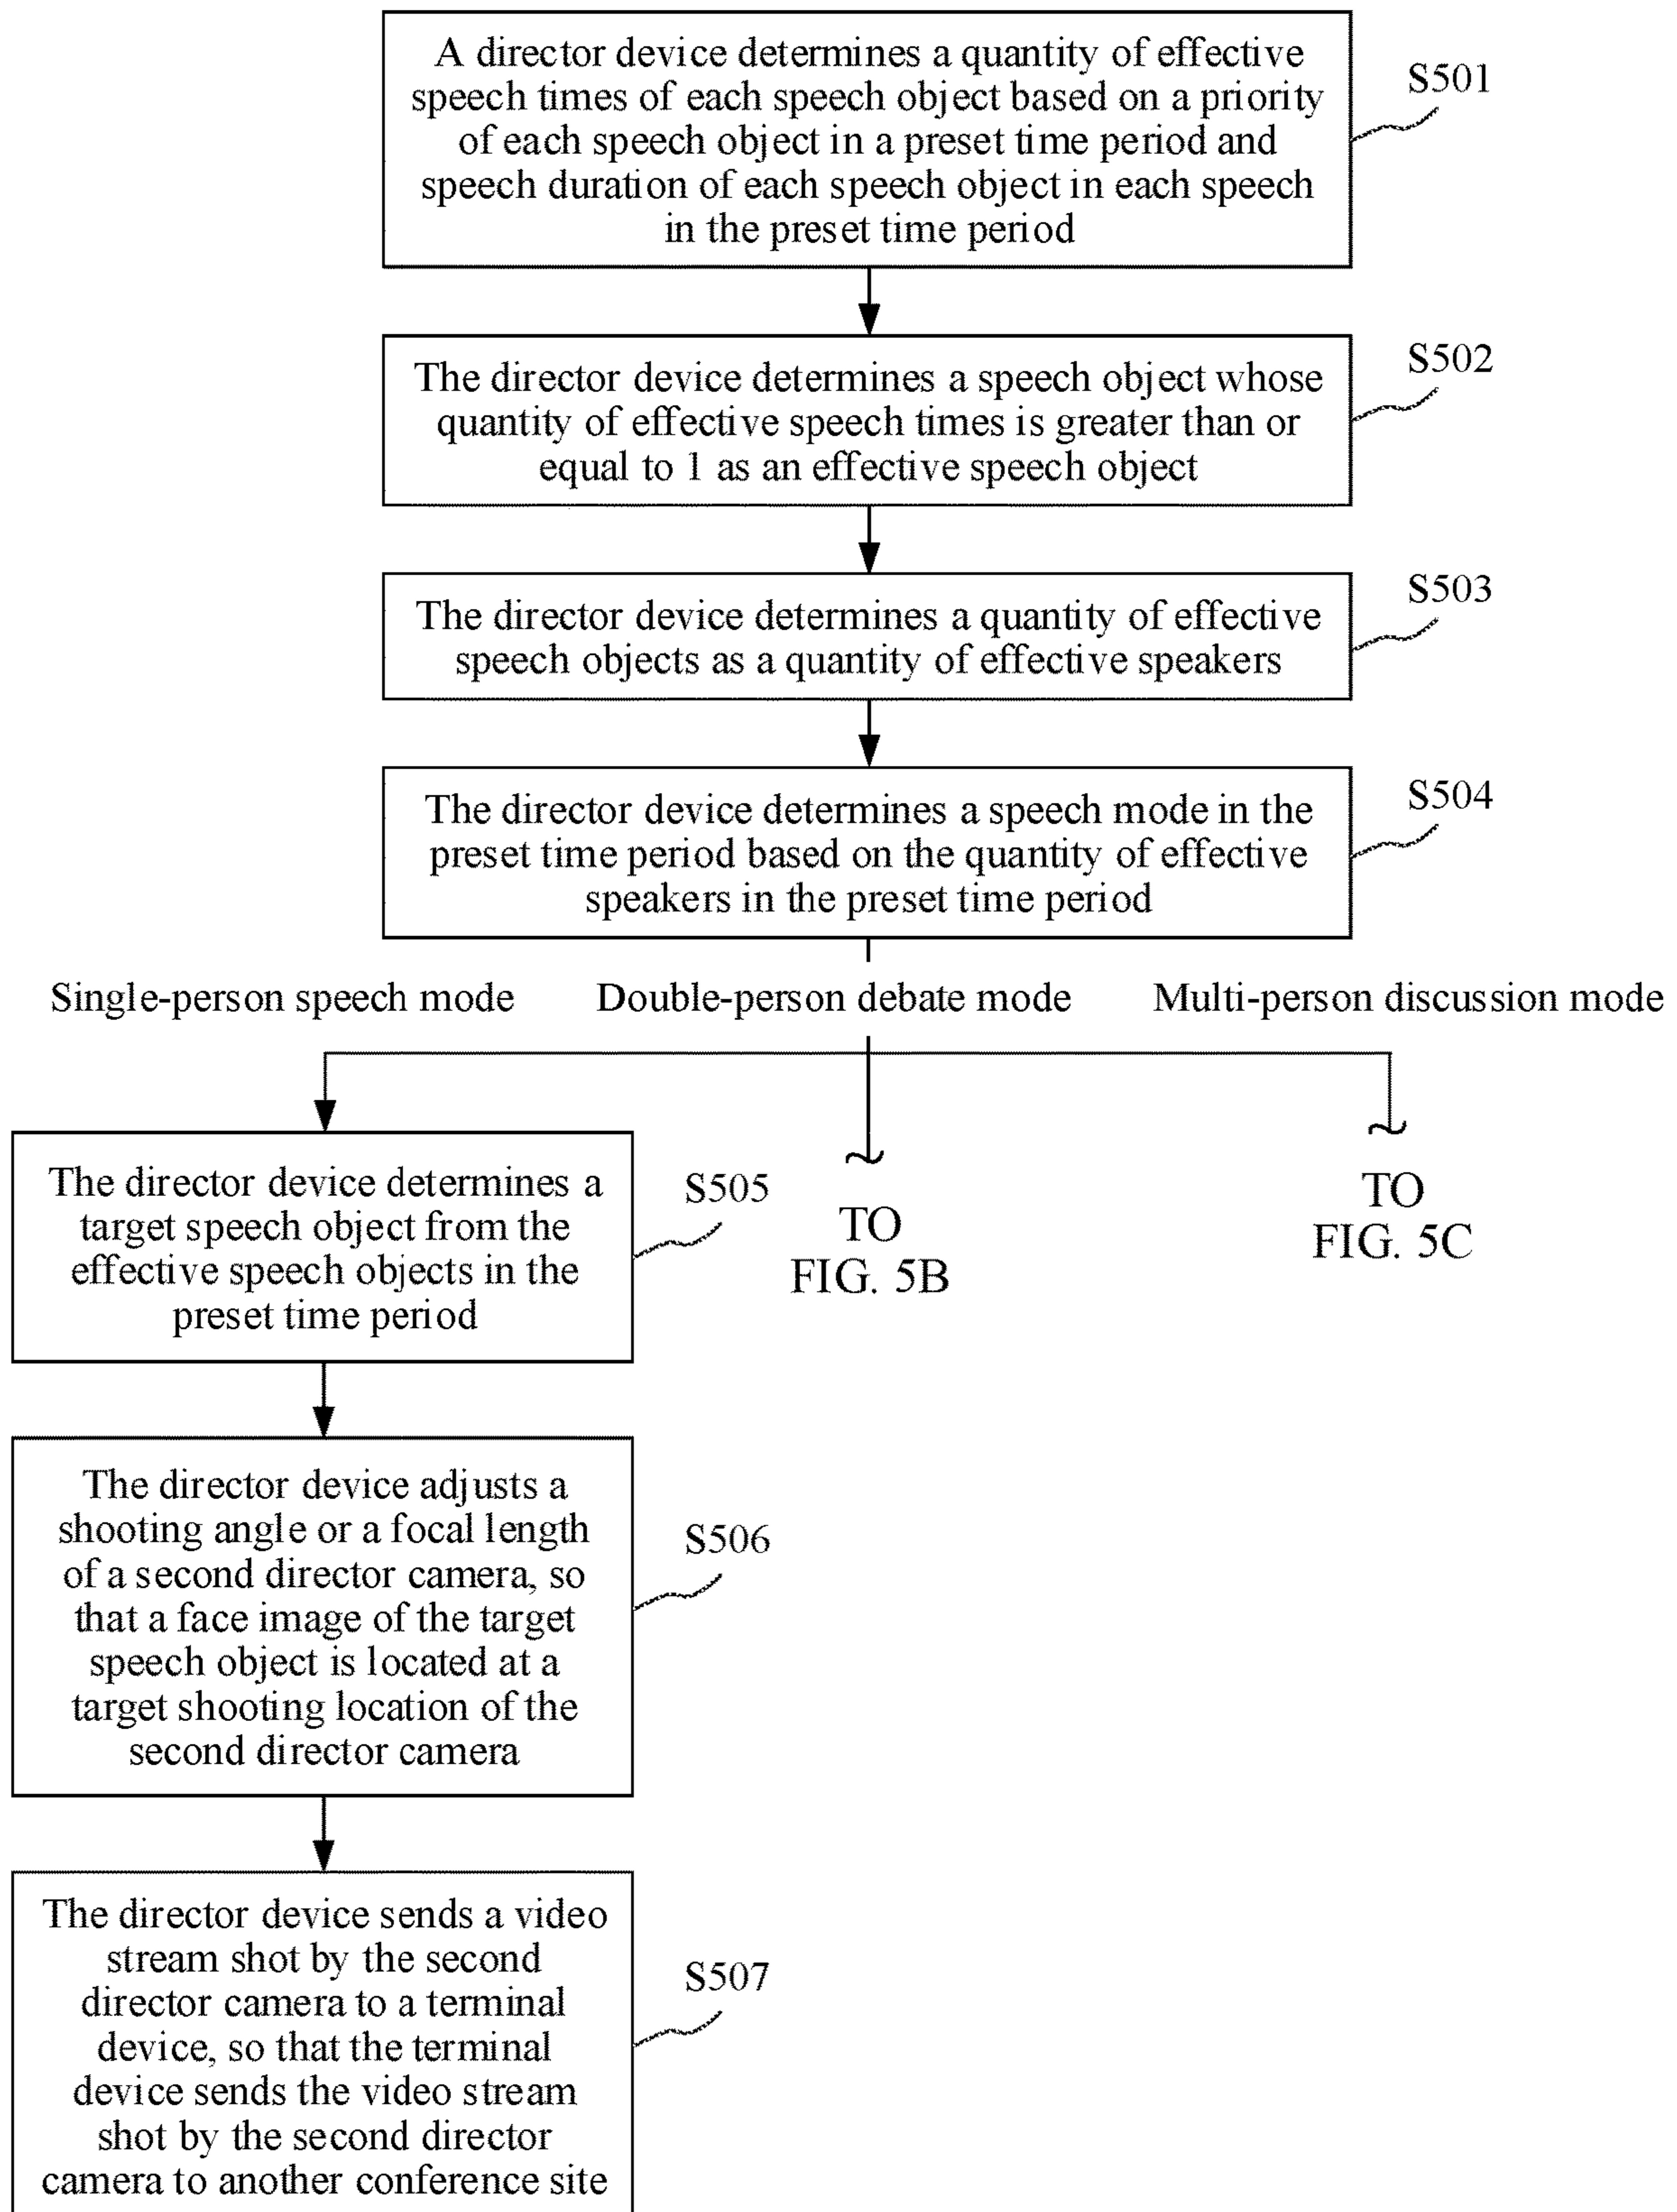 A director device determines a quantity of effective
speech times of each speech object based on a priority
of each speech object in a preset time period and
speech duration of each speech object in each speech
in the preset time period
S501
The director device determines a speech object whose
quantity of effective speech times is greater than or
equal to 1 as an effective speech object
S502
The director device determines a quantity of effective
speech objects as a quantity of effective speakers
S503
The director device determines a speech mode in the
preset time period based on the quantity of effective
speakers in the preset time period
S504
Single-person speech mode
Double-person debate mode
Multi-person discussion mode
The director device determines a
target speech object from the
effective speech objects in the
preset time period
S505
TO
FIG. 5B
TO
FIG. 5C
The director device adjusts a
shooting angle or a focal length
of a second director camera, so
that a face image of the target
speech object is located at a
target shooting location of the
second director camera
S506
The director device sends a video
stream shot by the second
director camera to a terminal
device, so that the terminal
device sends the video stream
shot by the second director
camera to another conference site
S507